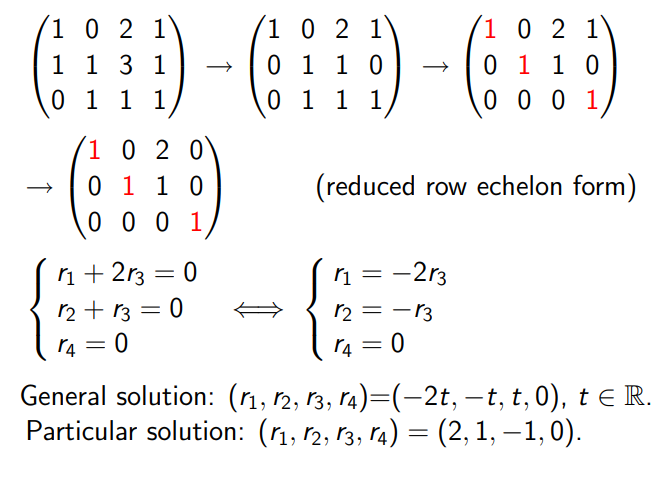 1 0 2 1   1 0 2 1   1 0 2 1
1 1 3 1 → 0 1 1 0 → 0 1 1 0
0 1 1 1   0 1 1 1   0 0 0 1
1 0 2 0
→ 0 1 1 0 (reduced row echelon form)
0 0 0 1
r₁ + 2r₃ = 0   r₁ = −2r₃
r₂ + r₃ = 0 ⟺ r₂ = −r₃
r₄ = 0   r₄ = 0
General solution: (r₁, r₂, r₃, r₄)=(−2t, −t, t, 0), t ∈ ℝ.
Particular solution: (r₁, r₂, r₃, r₄) = (2, 1, −1, 0).